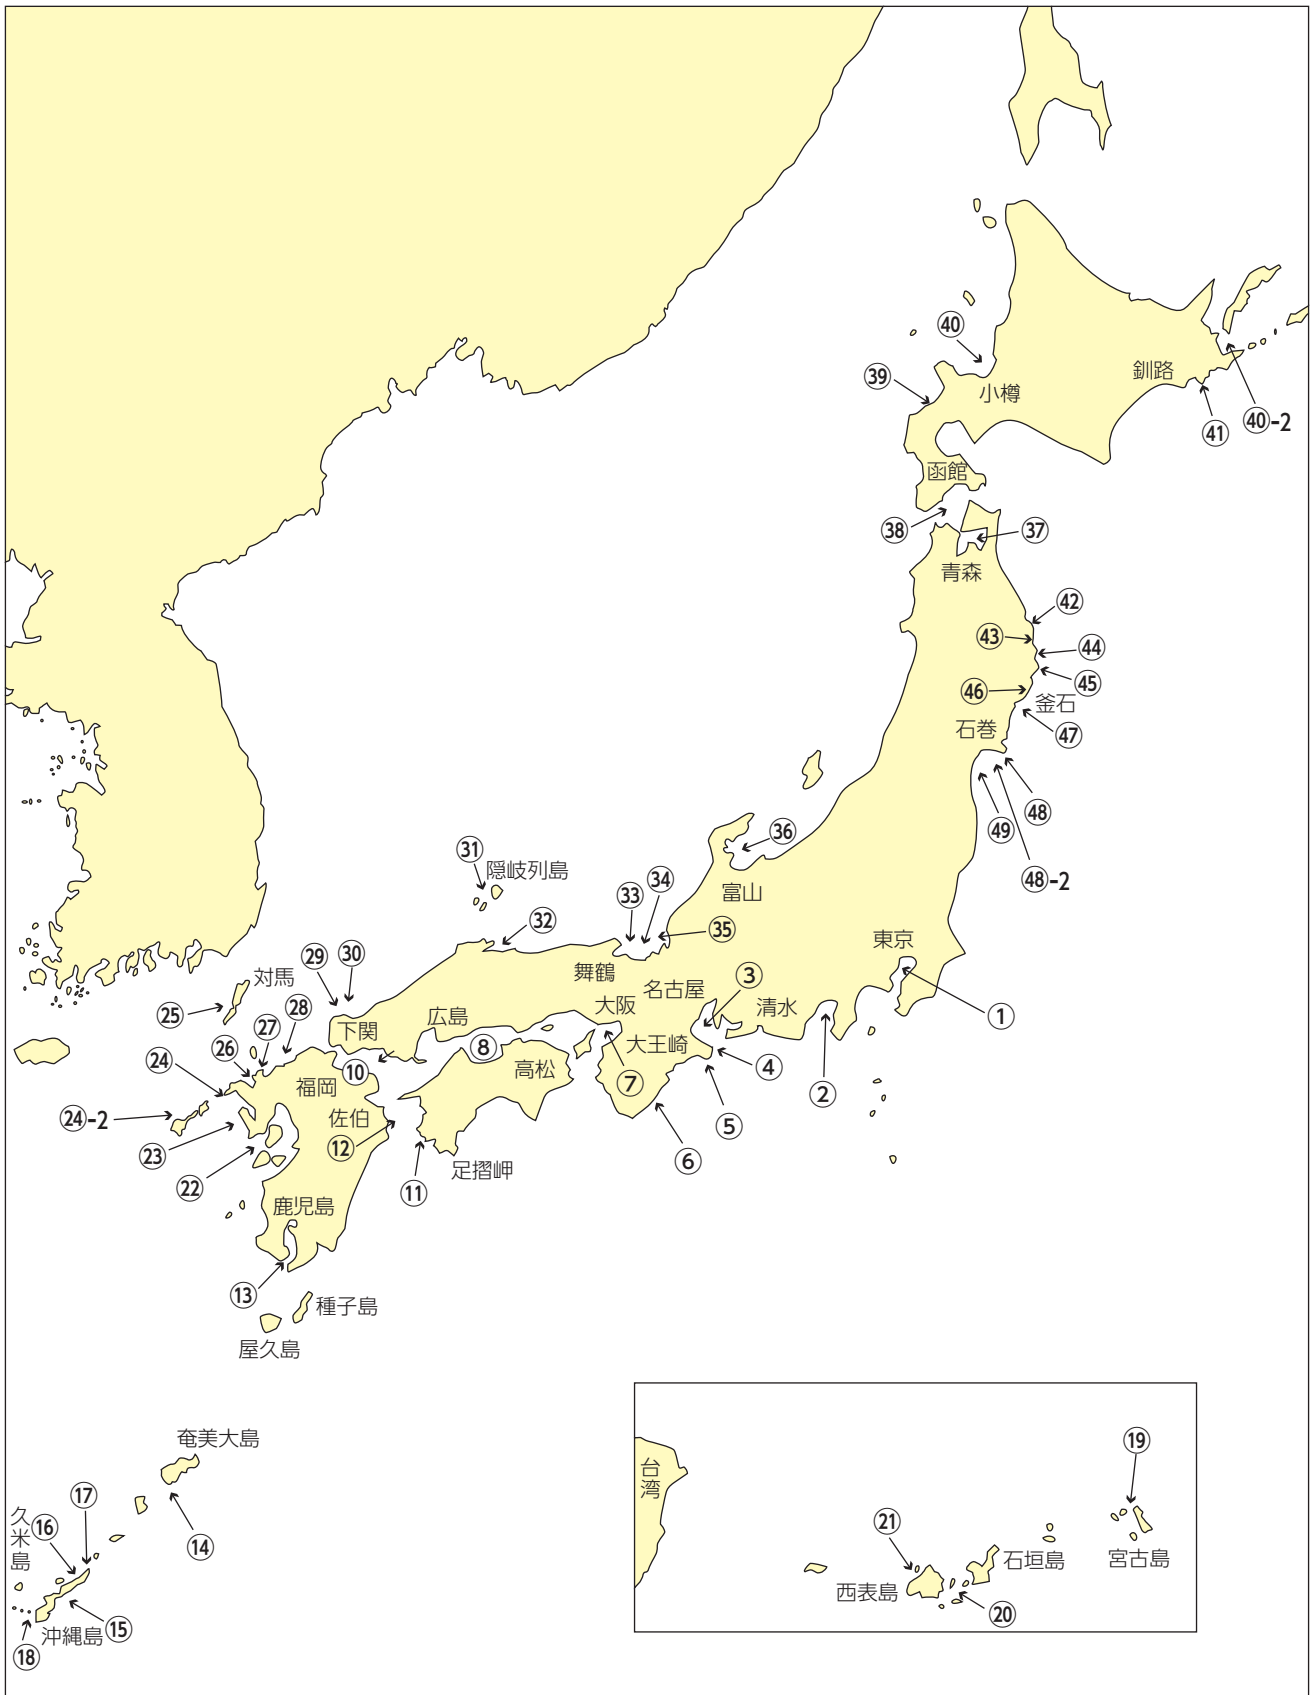 ㊵
㊴
小樽
釧路
㊶
㊵-2
函館
㊳
㊲
青森
㊷
㊸
㊹
㊺
㊻
釜石
㊼
石巻
㊽
㊾
㊽-2
㊱
㉛
隠岐列島
富山
㉝
㉞
㉟
㉜
東京
舞鶴
対馬
㉙
㉚
名古屋
③
①
大阪
清水
㉕
㉗
㉘
広島
下関
⑧
大王崎
㉖
㉔
⑩
高松
④
福岡
⑦
②
㉔-2
佐伯
⑤
㉓
⑫
⑥
足摺岬
㉒
⑪
鹿児島
⑬
種子島
屋久島
奄美大島
⑰
⑯
久米島
⑭
⑮
沖縄島
⑱
⑲
台湾
㉑
石垣島
宮古島
西表島
⑳